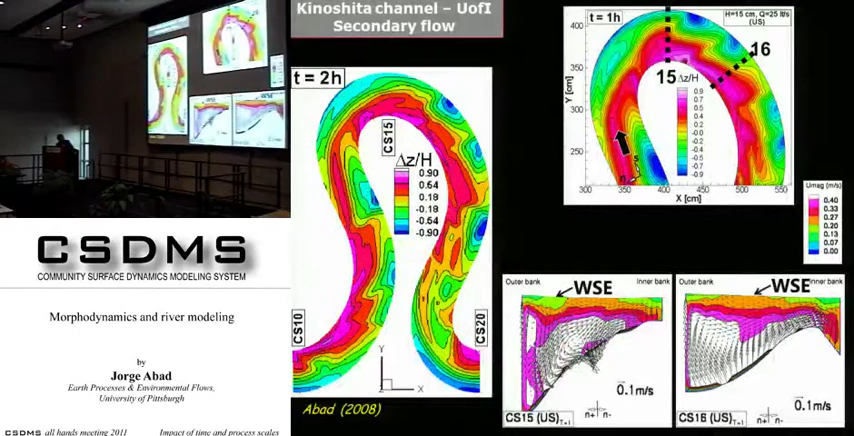 Kinoshita channel – UofI
Secondary flow
t = 2h
CS15
Δz/H
0.90
0.54
0.18
-0.18
-0.54
-0.90
CS10
CS20
Y
X
Abad (2008)
t = 1h
H=15 cm, Q=25 lt/s
(US)
16
15
Δz/H
0.9
0.7
0.5
0.4
0.2
0.0
-0.2
-0.4
-0.5
-0.7
-0.9
s
n
400
350
300
250
Y [cm]
300
350
400
450
500
550
X [cm]
Umag (m/s)
0.40
0.33
0.27
0.20
0.13
0.07
0.00
Outer bank
WSE
Inner bank
0.1m/s
CS15 (US)T+1
n+ n-
Outer bank
WSE
Inner bank
0.1m/s
CS16 (US)T+1
n+ n-
CSDMS
COMMUNITY SURFACE DYNAMICS MODELING SYSTEM
Morphodynamics and river modeling
by
Jorge Abad
Earth Processes & Environmental Flows,
University of Pittsburgh
CSDMS all hands meeting 2011
Impact of time and process scales